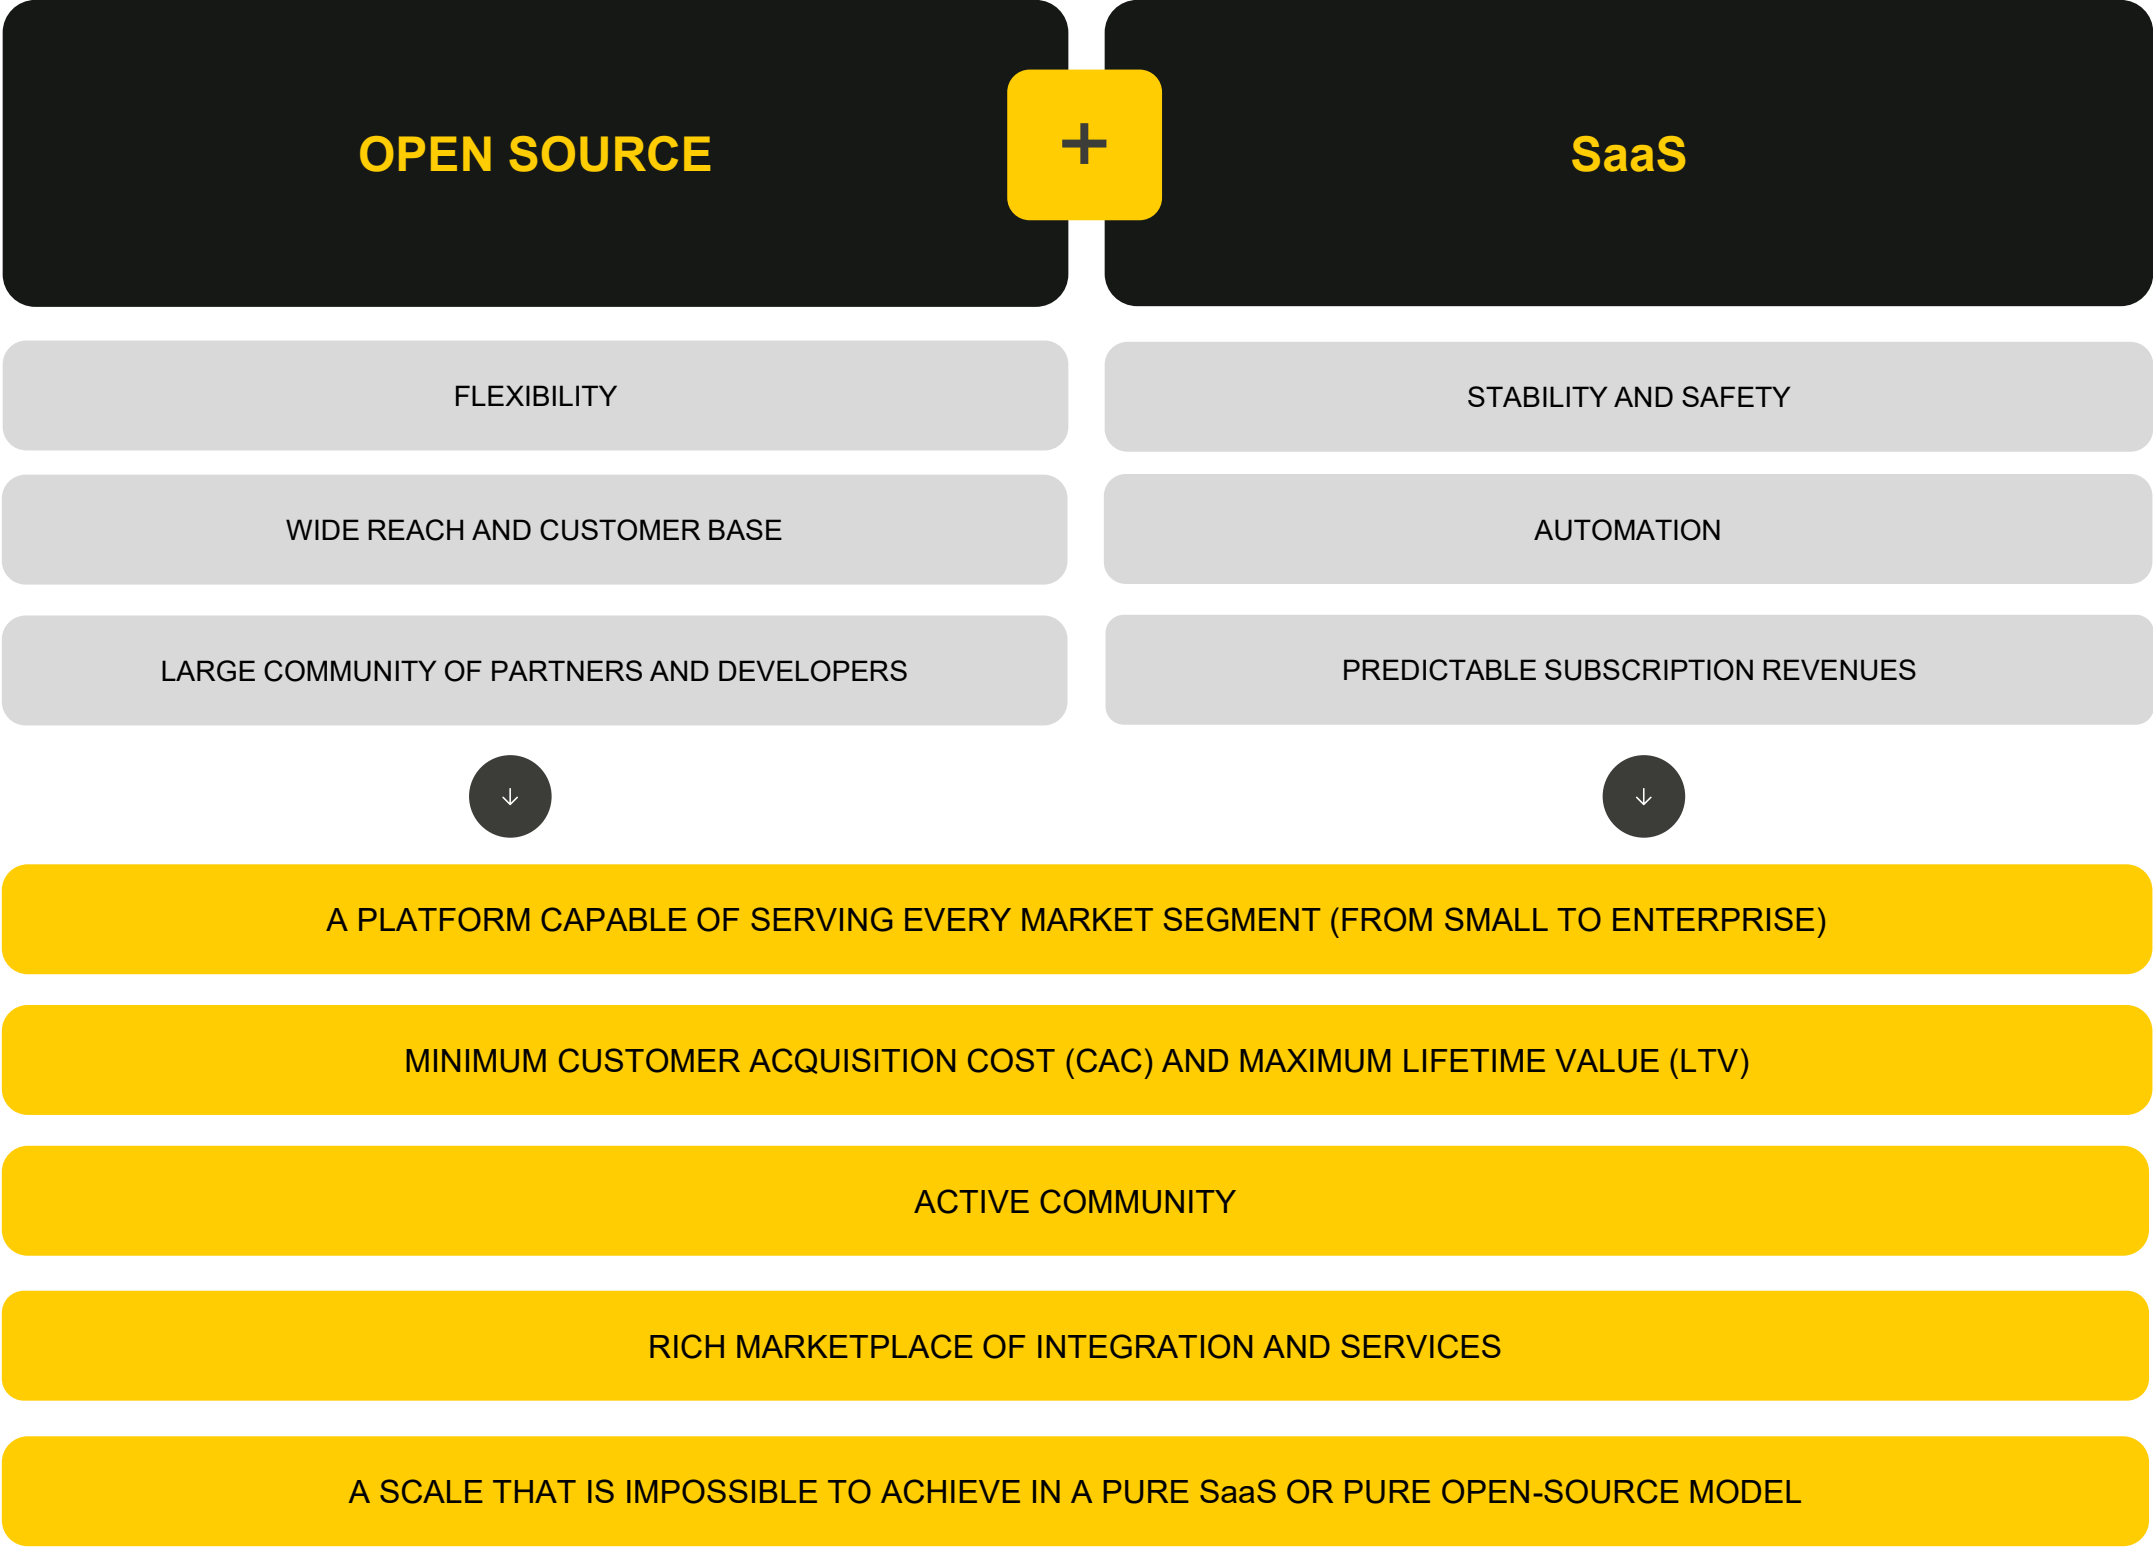 OPEN SOURCE
+
SaaS
FLEXIBILITY
STABILITY AND SAFETY
WIDE REACH AND CUSTOMER BASE
AUTOMATION
LARGE COMMUNITY OF PARTNERS AND DEVELOPERS
PREDICTABLE SUBSCRIPTION REVENUES
A PLATFORM CAPABLE OF SERVING EVERY MARKET SEGMENT (FROM SMALL TO ENTERPRISE)
MINIMUM CUSTOMER ACQUISITION COST (CAC) AND MAXIMUM LIFETIME VALUE (LTV)
ACTIVE COMMUNITY
RICH MARKETPLACE OF INTEGRATION AND SERVICES
A SCALE THAT IS IMPOSSIBLE TO ACHIEVE IN A PURE SaaS OR PURE OPEN-SOURCE MODEL